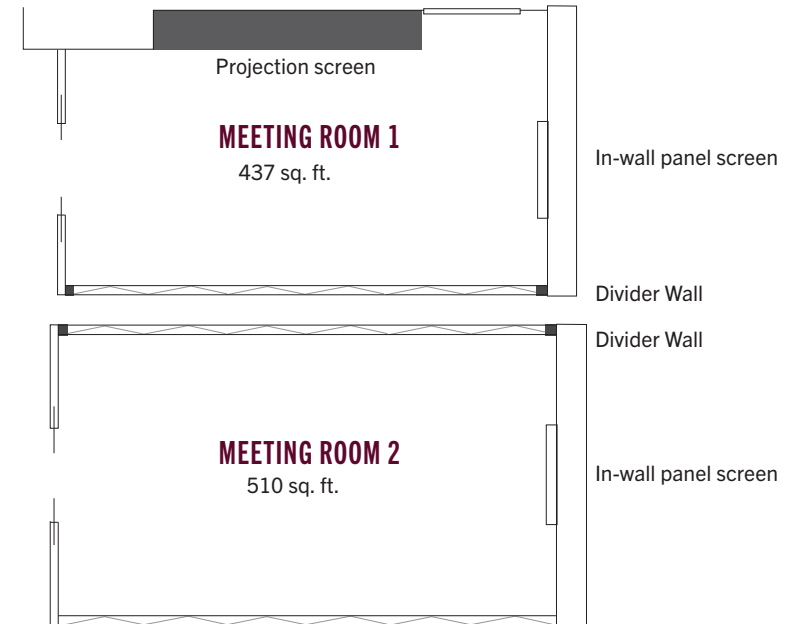 Projection screen
MEETING ROOM 1
437 sq. ft.
In-wall panel screen
Divider Wall
Divider Wall
MEETING ROOM 2
510 sq. ft.
In-wall panel screen